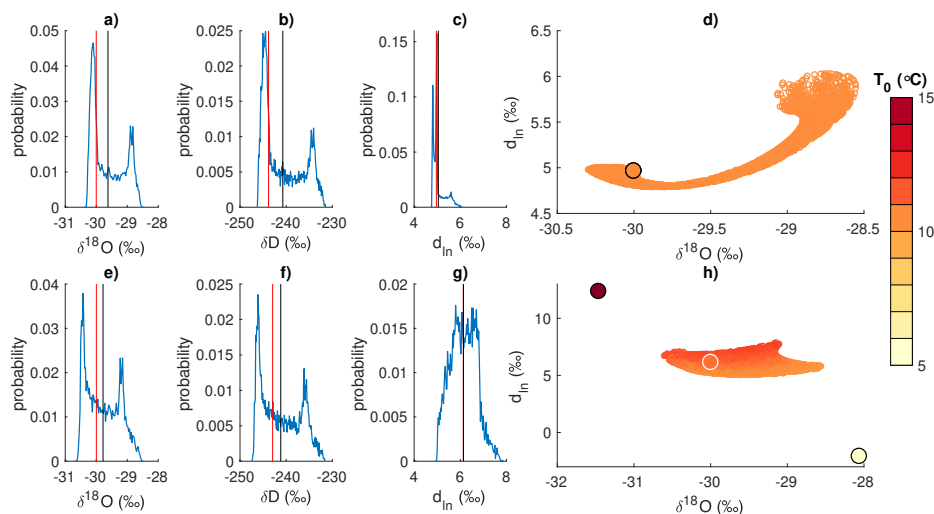 a)
0.05
0.04
0.03
0.02
0.01
0
probability
-31 -30 -29 -28
δ18O (‰)
b)
0.025
0.02
0.015
0.01
0.005
0
probability
-250 -240 -230
δD (‰)
c)
0.15
0.1
0.05
0
probability
4 6 8
dln (‰)
d)
6.5
6
5.5
5
4.5
dln (‰)
-30.5 -30 -29.5 -29 -28.5
δ18O (‰)
T0 (°C)
15
10
5
e)
0.04
0.03
0.02
0.01
0
probability
-31 -30 -29 -28
δ18O (‰)
f)
0.025
0.02
0.015
0.01
0.005
0
probability
-250 -240 -230
δD (‰)
g)
0.02
0.015
0.01
0.005
0
probability
4 6 8
dln (‰)
h)
10
5
0
dln (‰)
-32 -31 -30 -29 -28
δ18O (‰)